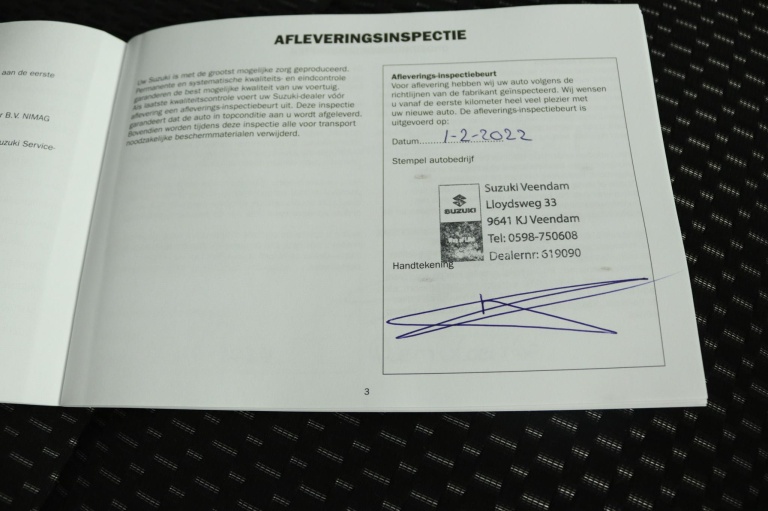 aan de eerste
r B.V. NIMAG
uzuki Service-
AFLEVERINGSINSPECTIE
Uw Suzuki is met de grootst mogelijke zorg geproduceerd.
Permanente en systematische kwaliteits- en eindcontrole
garanderen de best mogelijke kwaliteit van uw voertuig.
Als laatste kwaliteitscontrole voert uw Suzuki-dealer vóór
aflevering een afleverings-inspectiebeurt uit. Deze inspectie
garandeert dat de auto in topconditie aan u wordt afgeleverd.
Bovendien worden tijdens deze inspectie alle voor transport
noodzakelijke beschermmaterialen verwijderd.
Afleverings-inspectiebeurt
Voor aflevering hebben wij uw auto volgens de
richtlijnen van de fabrikant geïnspecteerd. Wij wensen
u vanaf de eerste kilometer heel veel plezier met
uw nieuwe auto. De afleverings-inspectiebeurt is
uitgevoerd op:
Datum 1-2-2022
Stempel autobedrijf
SUZUKI
Way of Life!
Suzuki Veendam
Lloydsweg 33
9641 KJ Veendam
Tel: 0598-750608
Dealernr: 619090
Handtekening
3